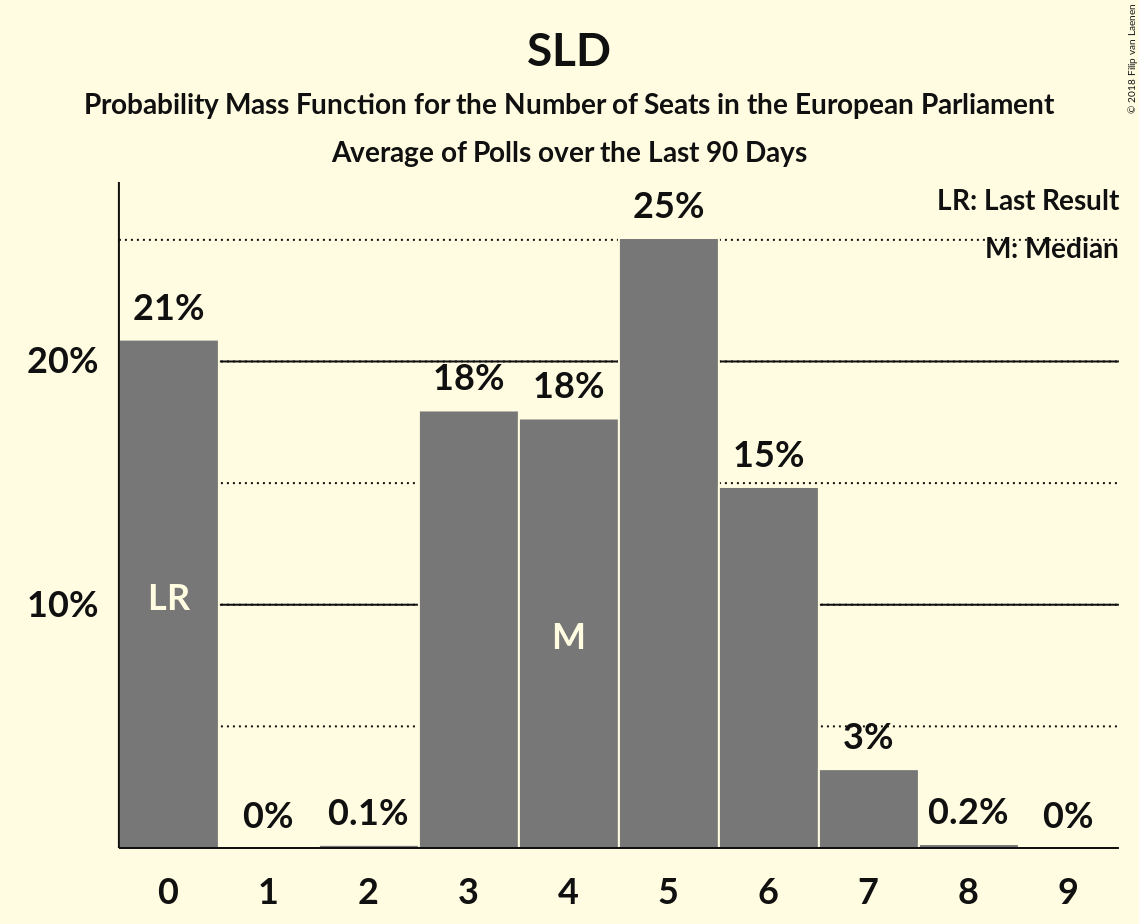 SLD
Probability Mass Function for the Number of Seats in the European Parliament
Average of Polls over the Last 90 Days
© 2018 Filip van Laenen
LR: Last Result
M: Median
25%
21%
20%
18%
18%
15%
10%
LR
M
3%
0%
0.1%
0.2%
0%
0 1 2 3 4 5 6 7 8 9